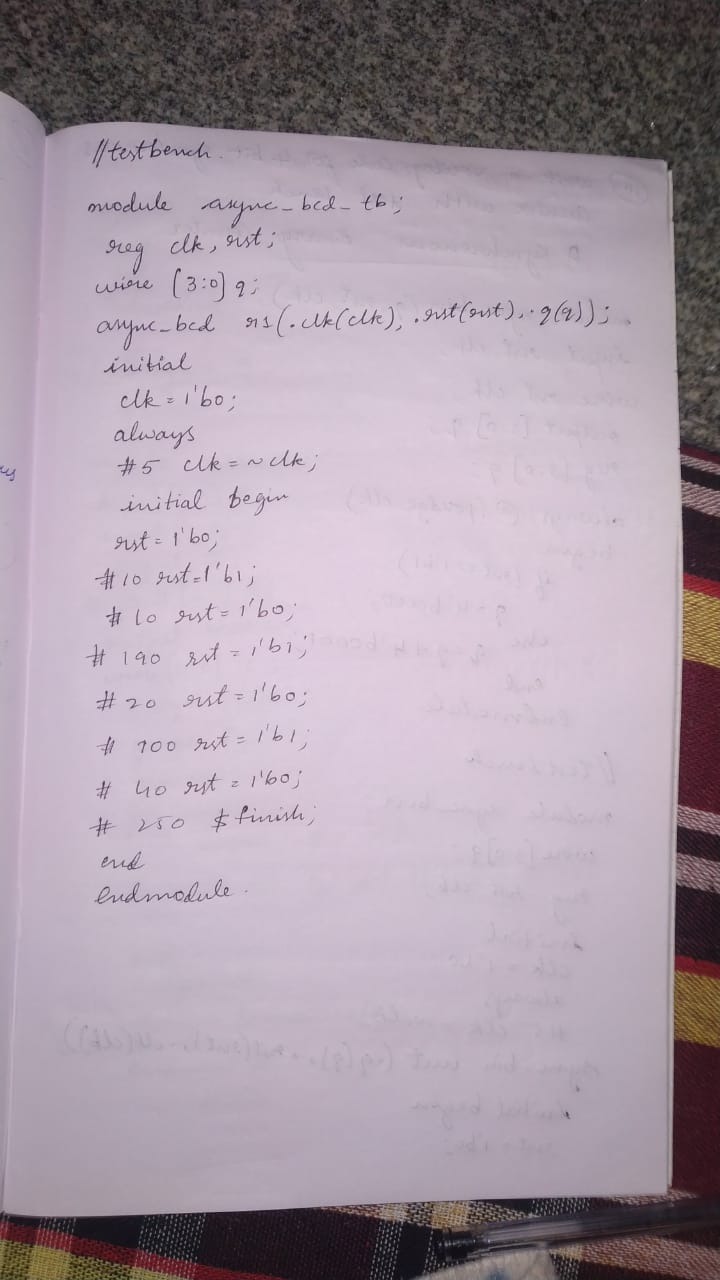 //testbench.
module async_bcd_tb;
reg clk, rst;
wire [3:0] q;
async_bcd rs(.clk(clk), .rst(rst), .q(q));
initial
clk = 1'b0;
always
#5 clk = ~clk;
initial begin
rst = 1'b0;
#10 rst=1'b1;
#10 rst = 1'b0;
#190 rst = 1'b1;
#20 rst = 1'b0;
#100 rst = 1'b1;
#40 rst = 1'b0;
#250 $finish;
end
endmodule.